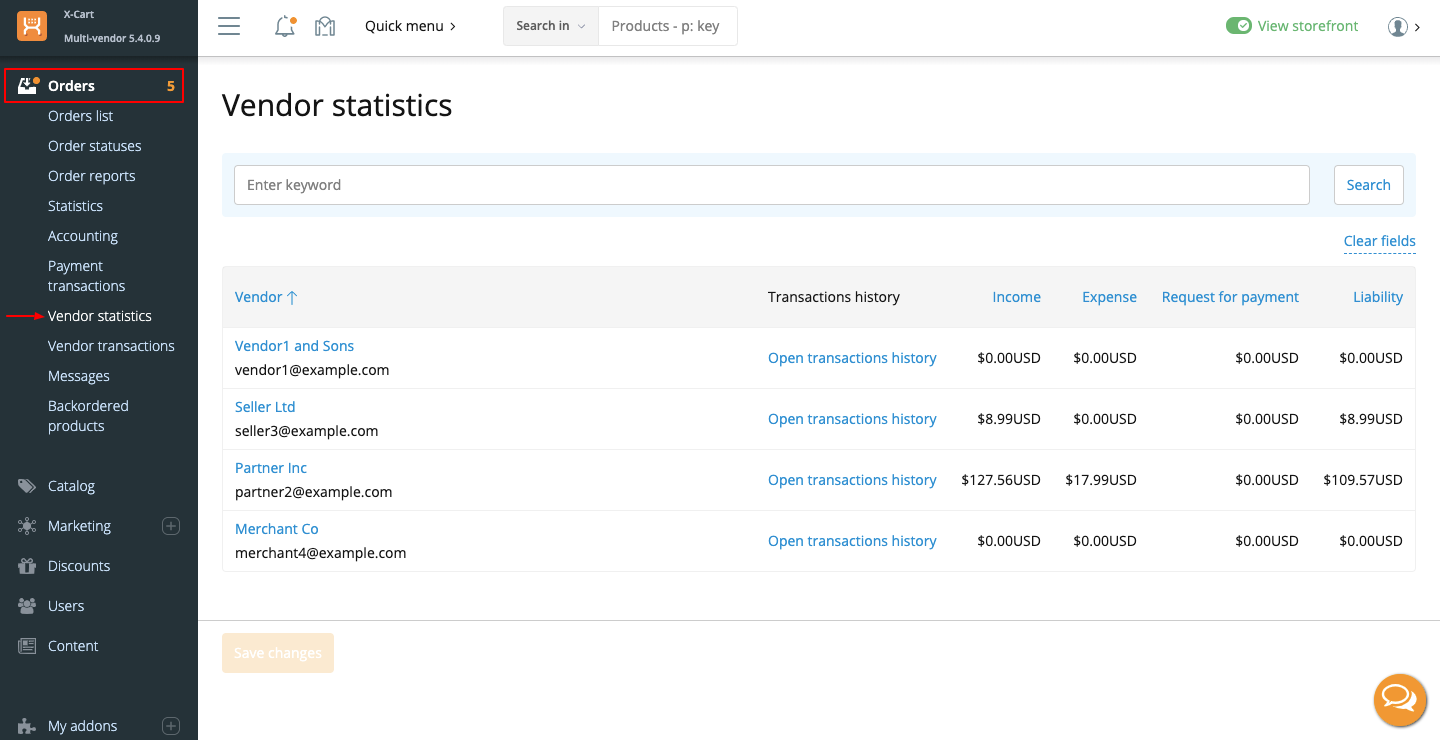 X-Cart
Multi-vendor 5.4.0.9
Quick menu
Search in
Products - p: key
View storefront
Orders 5
Orders list
Order statuses
Order reports
Statistics
Accounting
Payment
transactions
Vendor statistics
Vendor transactions
Messages
Backordered
products
Catalog
Marketing
Discounts
Users
Content
My addons
Vendor statistics
Enter keyword
Search
Clear fields
Vendor Transactions history Income Expense Request for payment Liability
Vendor1 and Sons
vendor1@example.com
Open transactions history $0.00USD $0.00USD $0.00USD $0.00USD
Seller Ltd
seller3@example.com
Open transactions history $8.99USD $0.00USD $0.00USD $8.99USD
Partner Inc
partner2@example.com
Open transactions history $127.56USD $17.99USD $0.00USD $109.57USD
Merchant Co
merchant4@example.com
Open transactions history $0.00USD $0.00USD $0.00USD $0.00USD
Save changes